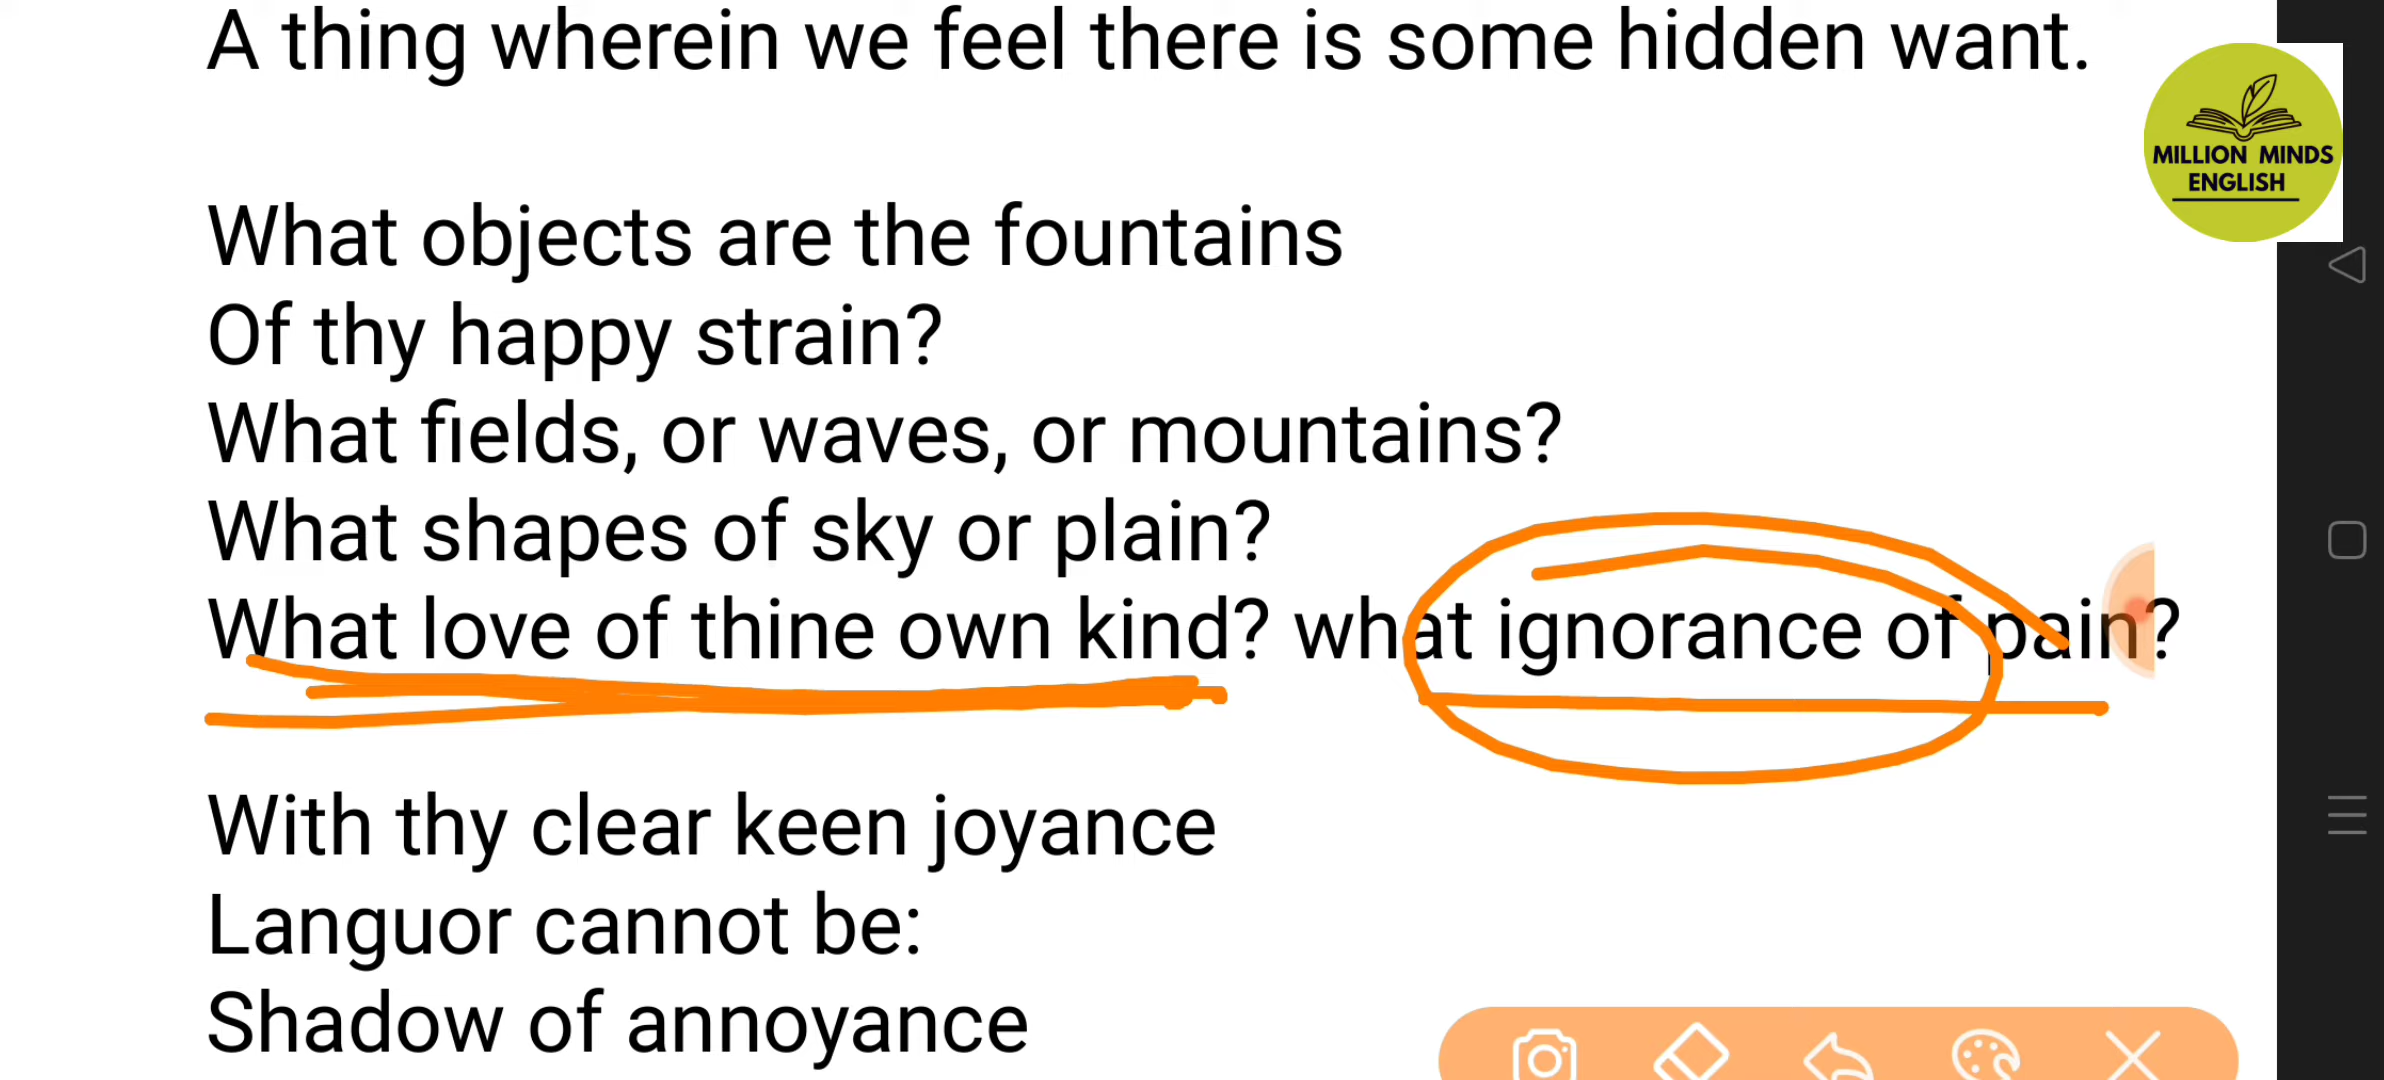 A thing wherein we feel there is some hidden want.
MILLION MINDS
ENGLISH
What objects are the fountains
Of thy happy strain?
What fields, or waves, or mountains?
What shapes of sky or plain?
What love of thine own kind? what ignorance of pain?
With thy clear keen joyance
Languor cannot be:
Shadow of annoyance